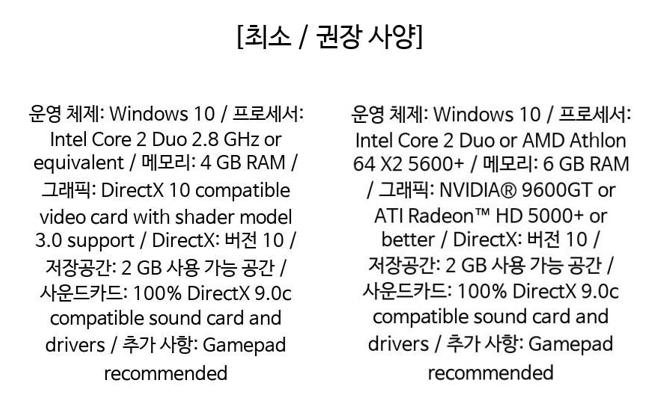 [최소 / 권장 사양]
운영 체제: Windows 10 / 프로세서:
Intel Core 2 Duo 2.8 GHz or
equivalent / 메모리: 4 GB RAM /
그래픽: DirectX 10 compatible
video card with shader model
3.0 support / DirectX: 버전 10 /
저장공간: 2 GB 사용 가능 공간 /
사운드카드: 100% DirectX 9.0c
compatible sound card and
drivers / 추가 사항: Gamepad
recommended
운영 체제: Windows 10 / 프로세서:
Intel Core 2 Duo or AMD Athlon
64 X2 5600+ / 메모리: 6 GB RAM
/ 그래픽: NVIDIA® 9600GT or
ATI Radeon™ HD 5000+ or
better / DirectX: 버전 10 /
저장공간: 2 GB 사용 가능 공간 /
사운드카드: 100% DirectX 9.0c
compatible sound card and
drivers / 추가 사항: Gamepad
recommended